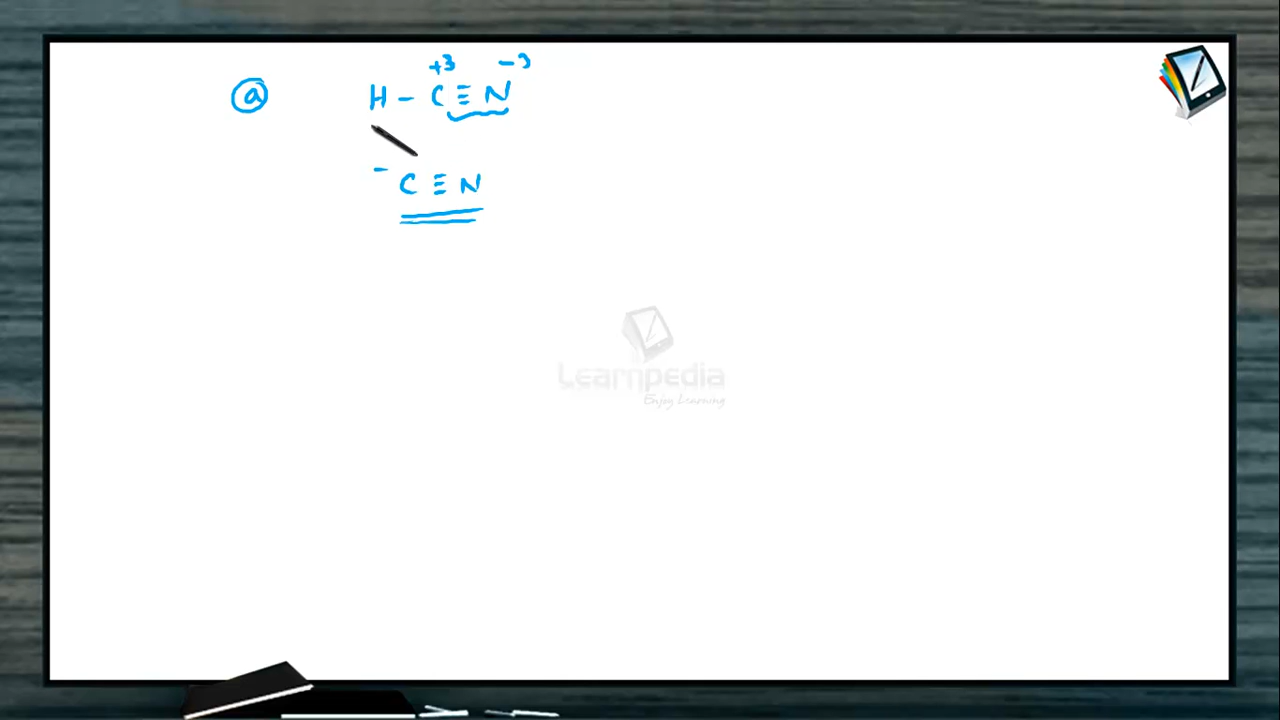 +3 -3
ⓐ H - C ≡ N
- C ≡ N
Learnpedia
Enjoy Learning